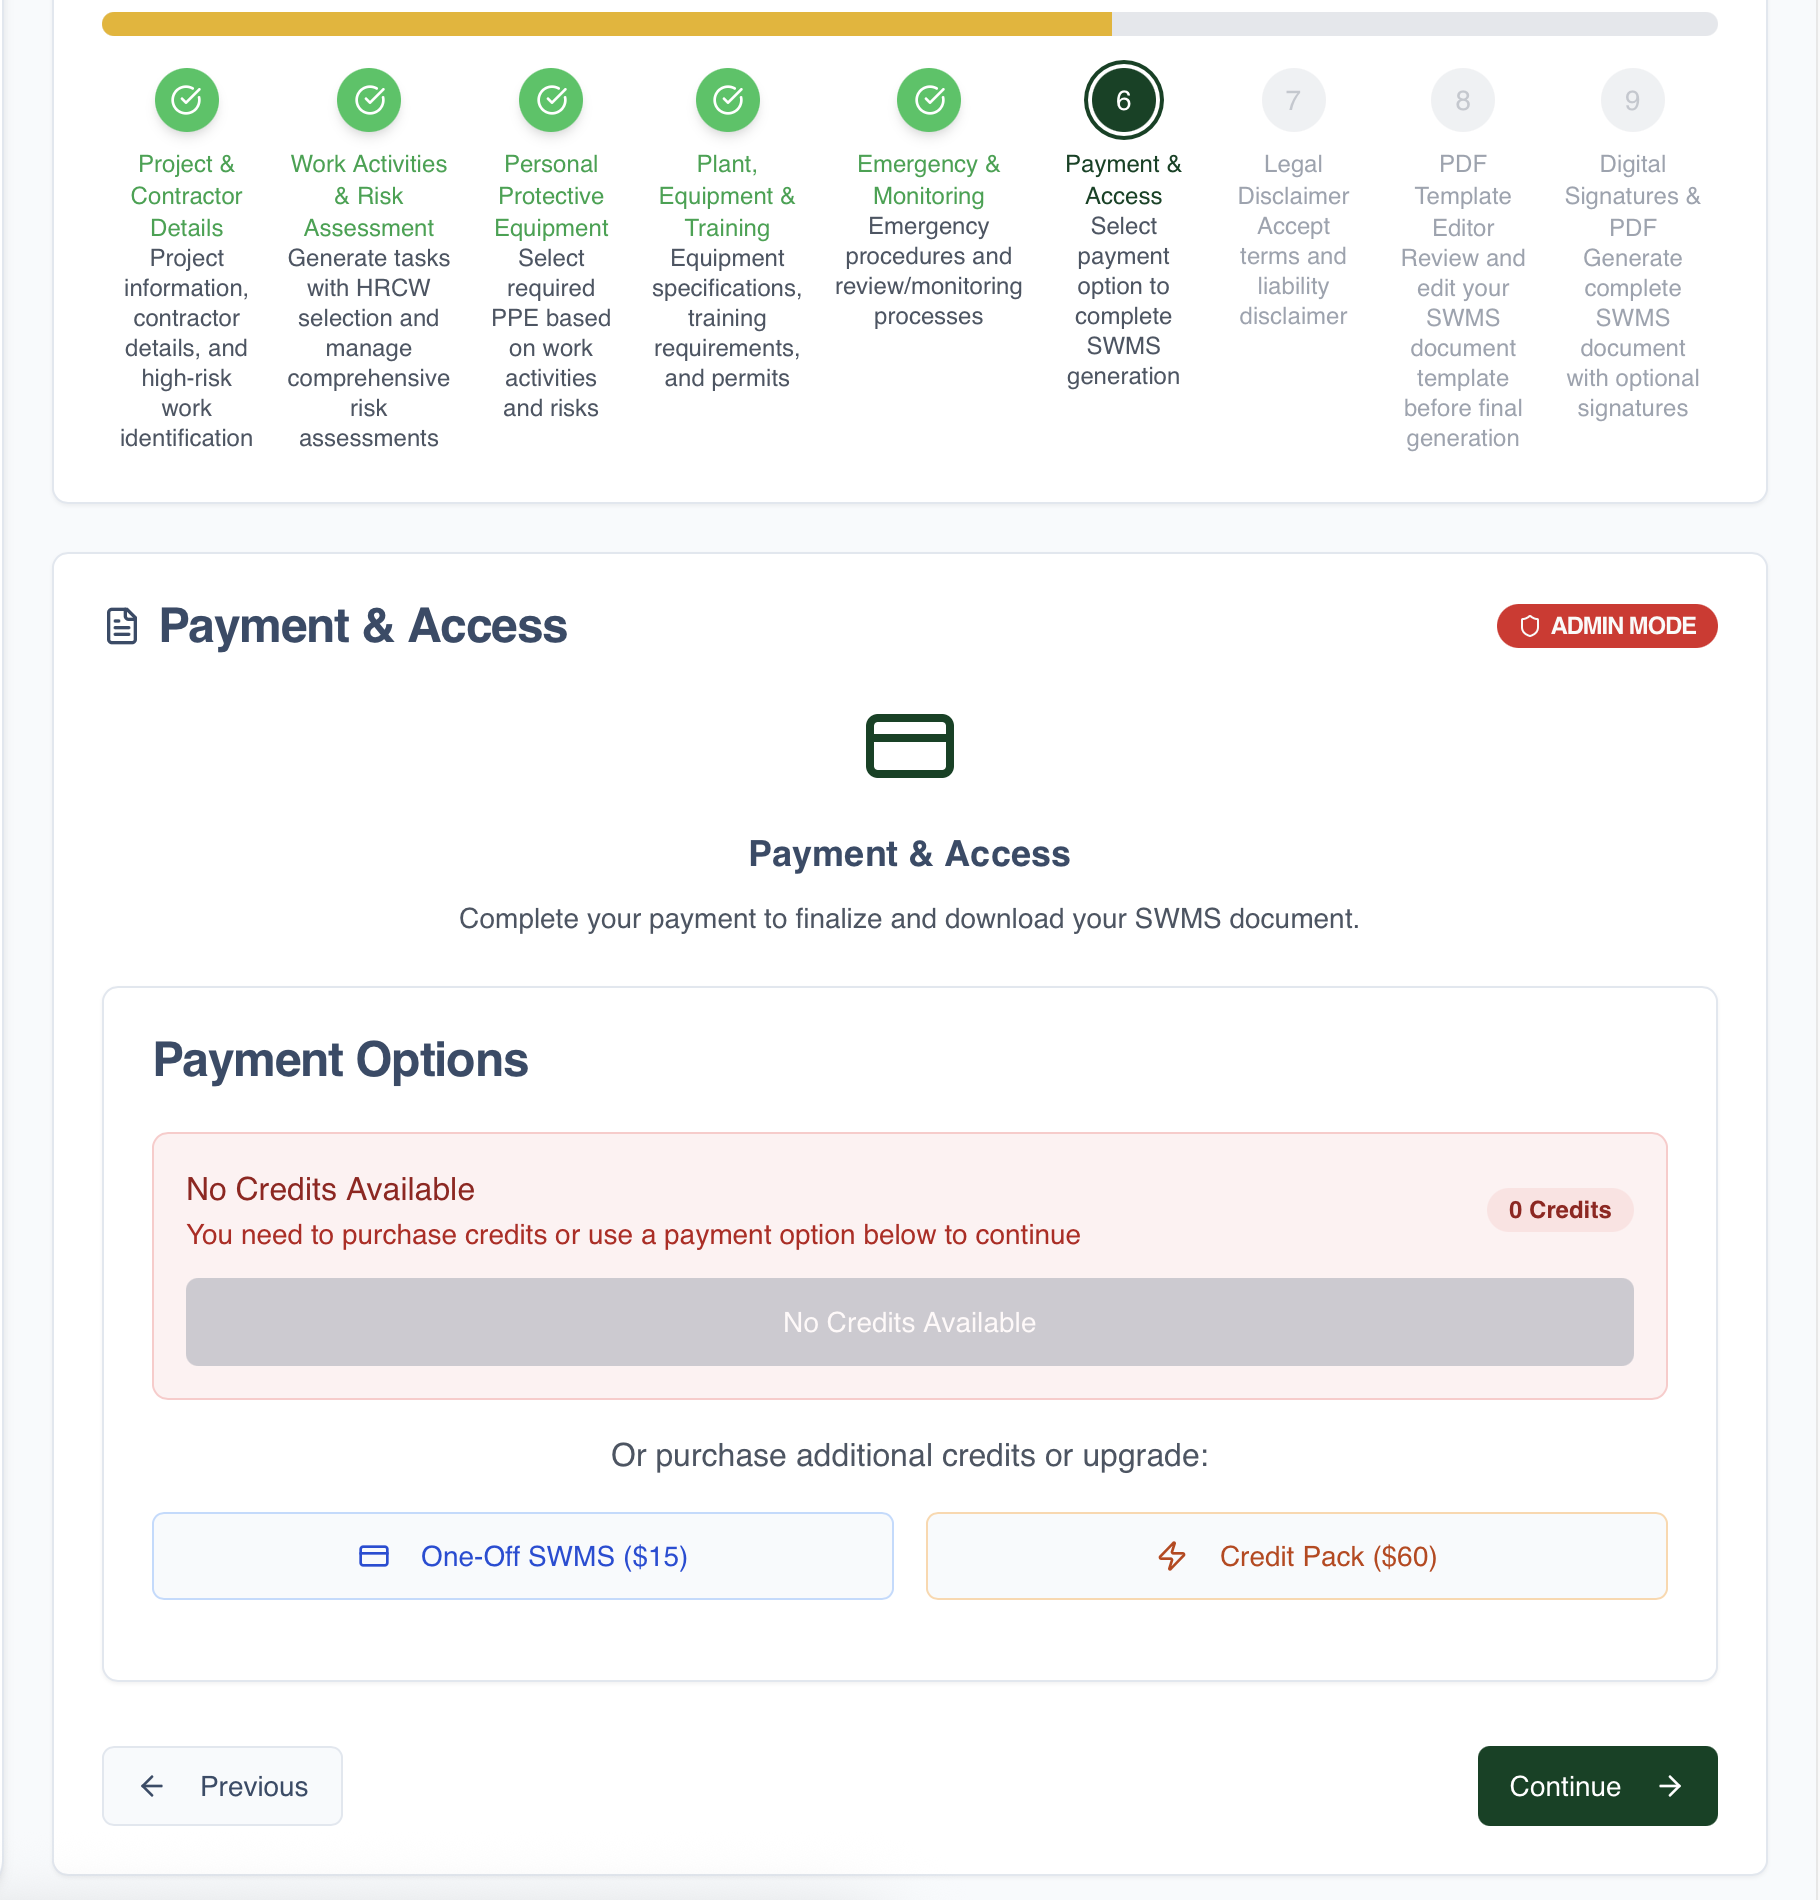 6
7
8
9
Project &
Contractor
Details
Project
information,
contractor
details, and
high-risk
work
identification
Work Activities
& Risk
Assessment
Generate tasks
with HRCW
selection and
manage
comprehensive
risk
assessments
Personal
Protective
Equipment
Select
required
PPE based
on work
activities
and risks
Plant,
Equipment &
Training
Equipment
specifications,
training
requirements,
and permits
Emergency &
Monitoring
Emergency
procedures and
review/monitoring
processes
Payment &
Access
Select
payment
option to
complete
SWMS
generation
Legal
Disclaimer
Accept
terms and
liability
disclaimer
PDF
Template
Editor
Review and
edit your
SWMS
document
template
before final
generation
Digital
Signatures &
PDF
Generate
complete
SWMS
document
with optional
signatures
Payment & Access
ADMIN MODE
Payment & Access
Complete your payment to finalize and download your SWMS document.
Payment Options
No Credits Available
You need to purchase credits or use a payment option below to continue
0 Credits
No Credits Available
Or purchase additional credits or upgrade:
One-Off SWMS ($15)
Credit Pack ($60)
Previous
Continue